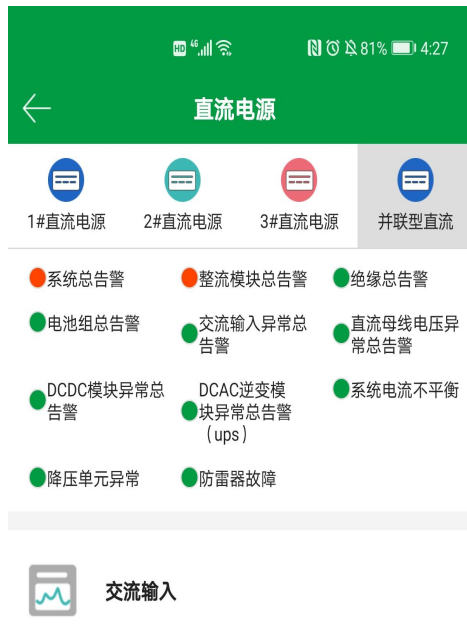 HD 4G 81% 4:27
直流电源
1#直流电源 2#直流电源 3#直流电源 并联型直流
系统总告警 整流模块总告警 绝缘总告警
电池组总告警 交流输入异常总告警 直流母线电压异常总告警
DCDC模块异常总告警 DCAC逆变模块异常总告警（ups） 系统电流不平衡
降压单元异常 防雷器故障
交流输入